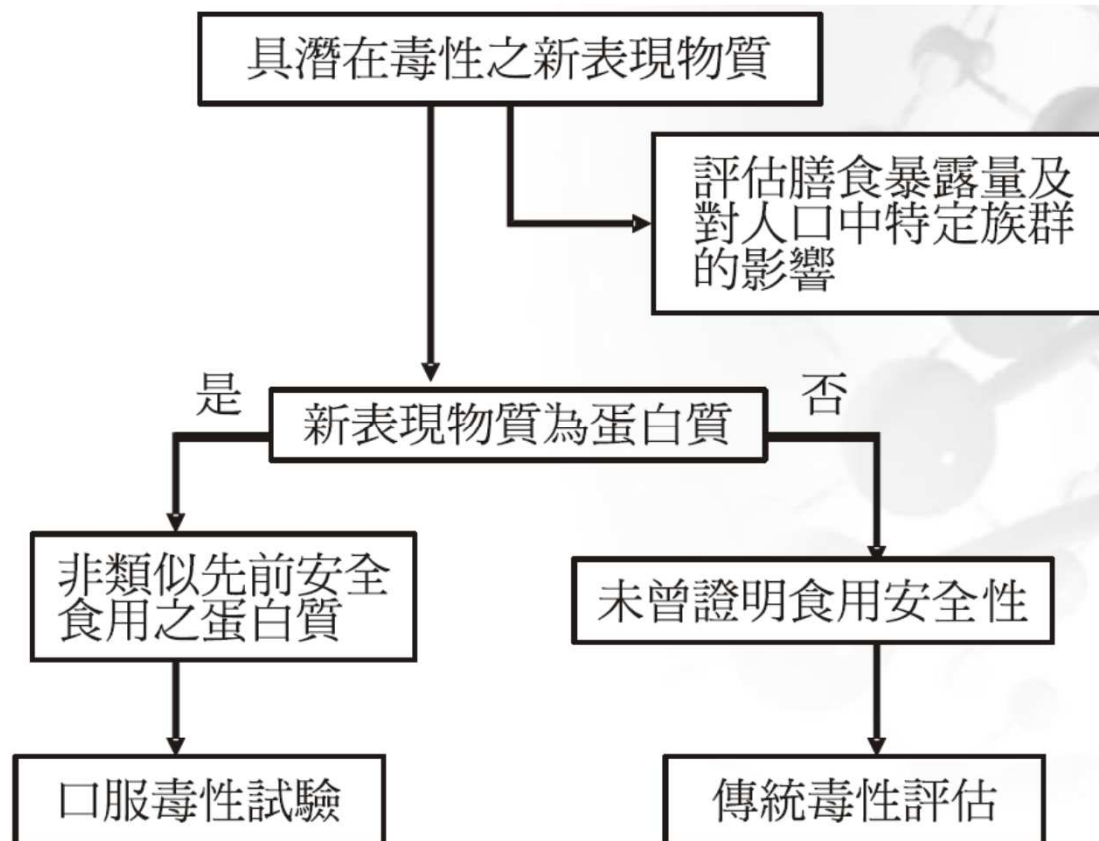 具潛在毒性之新表現物質
評估膳食暴露量及
對人口中特定族群
的影響
是
否
新表現物質為蛋白質
非類似先前安全
食用之蛋白質
未曾證明食用安全性
口服毒性試驗
傳統毒性評估